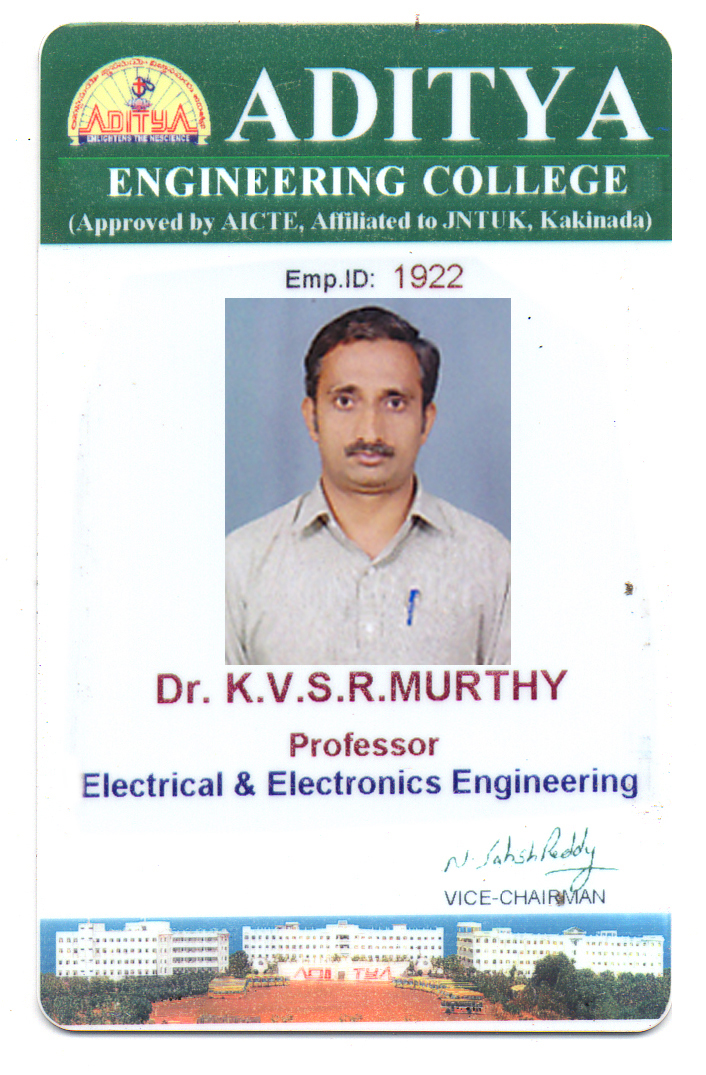 ADITYA
ENLIGHTENS THE NESCIENCE
ADITYA
ENGINEERING COLLEGE
(Approved by AICTE, Affiliated to JNTUK, Kakinada)
Emp.ID: 1922
Dr. K.V.S.R.MURTHY
Professor
Electrical & Electronics Engineering
N. Satish Reddy
VICE-CHAIRMAN
ADITYA